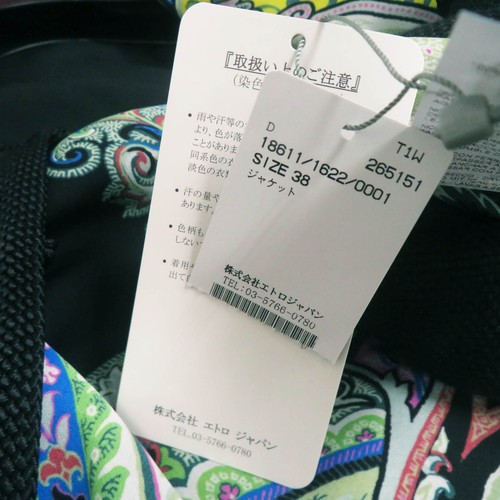 『取扱い上のご注意』
(染色
• 雨や汗等の
より、色が落
ことがありま
同系色の
淡色の衣
• 汗の量や
あります
• 色柄も
しない
• 着用
出て
株式会社 エトロ ジャパン
TEL.03-5766-0780
D T1W
18611/1622/0001 265151
SIZE 38
ジャケット
株式会社エトロジャパン
TEL:03-5766-0780